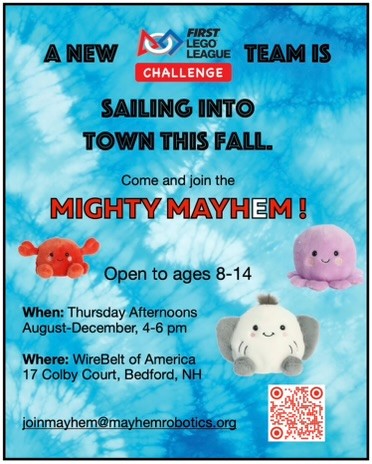 A NEW FIRST LEGO LEAGUE CHALLENGE TEAM IS
SAILING INTO
TOWN THIS FALL.
Come and join the
MIGHTY MAYHEM !
Open to ages 8-14
When: Thursday Afternoons
August-December, 4-6 pm
Where: WireBelt of America
17 Colby Court, Bedford, NH
joinmayhem@mayhemrobotics.org